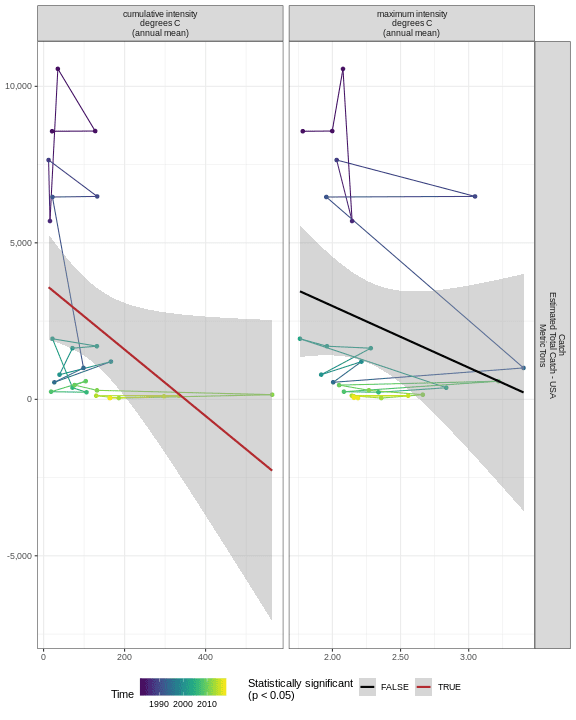 cumulative intensity
degrees C
(annual mean)
maximum intensity
degrees C
(annual mean)
10,000
5,000
0
-5,000
Catch
Estimated Total Catch - USA
Metric Tons
0
200
400
2.00
2.50
3.00
Time
1990 2000 2010
Statistically significant
(p < 0.05)
FALSE
TRUE